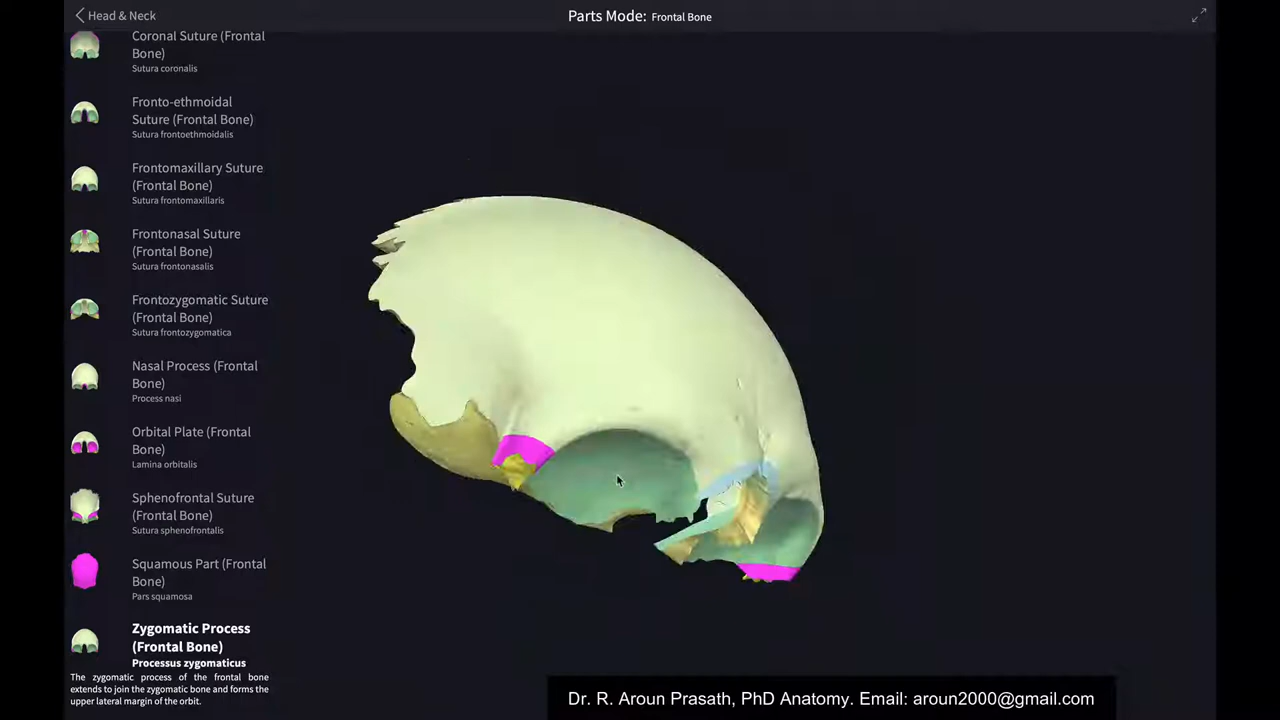 Head & Neck
Parts Mode: Frontal Bone
Coronal Suture (Frontal
Bone)
Sutura coronalis
Fronto-ethmoidal
Suture (Frontal Bone)
Sutura frontoethmoidalis
Frontomaxillary Suture
(Frontal Bone)
Sutura frontomaxillaris
Frontonasal Suture
(Frontal Bone)
Sutura frontonasalis
Frontozygomatic Suture
(Frontal Bone)
Sutura frontozygomatica
Nasal Process (Frontal
Bone)
Process nasi
Orbital Plate (Frontal
Bone)
Lamina orbitalis
Sphenofrontal Suture
(Frontal Bone)
Sutura sphenofrontalis
Squamous Part (Frontal
Bone)
Pars squamosa
Zygomatic Process
(Frontal Bone)
Processus zygomaticus
The zygomatic process of the frontal bone
extends to join the zygomatic bone and forms the
upper lateral margin of the orbit.
Dr. R. Aroun Prasath, PhD Anatomy. Email: aroun2000@gmail.com